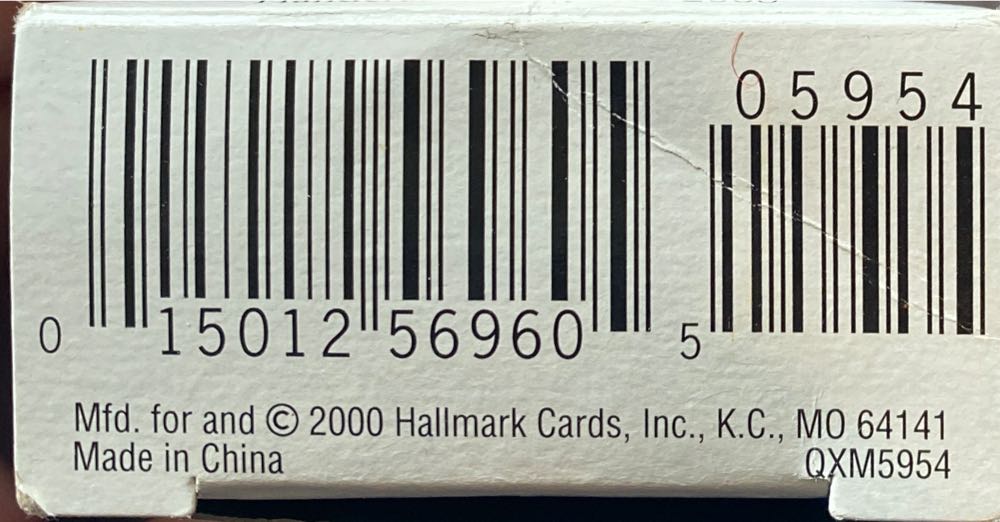 05954
0 15012 56960 5
Mfd. for and © 2000 Hallmark Cards, Inc., K.C., MO 64141
Made in China
QXM5954